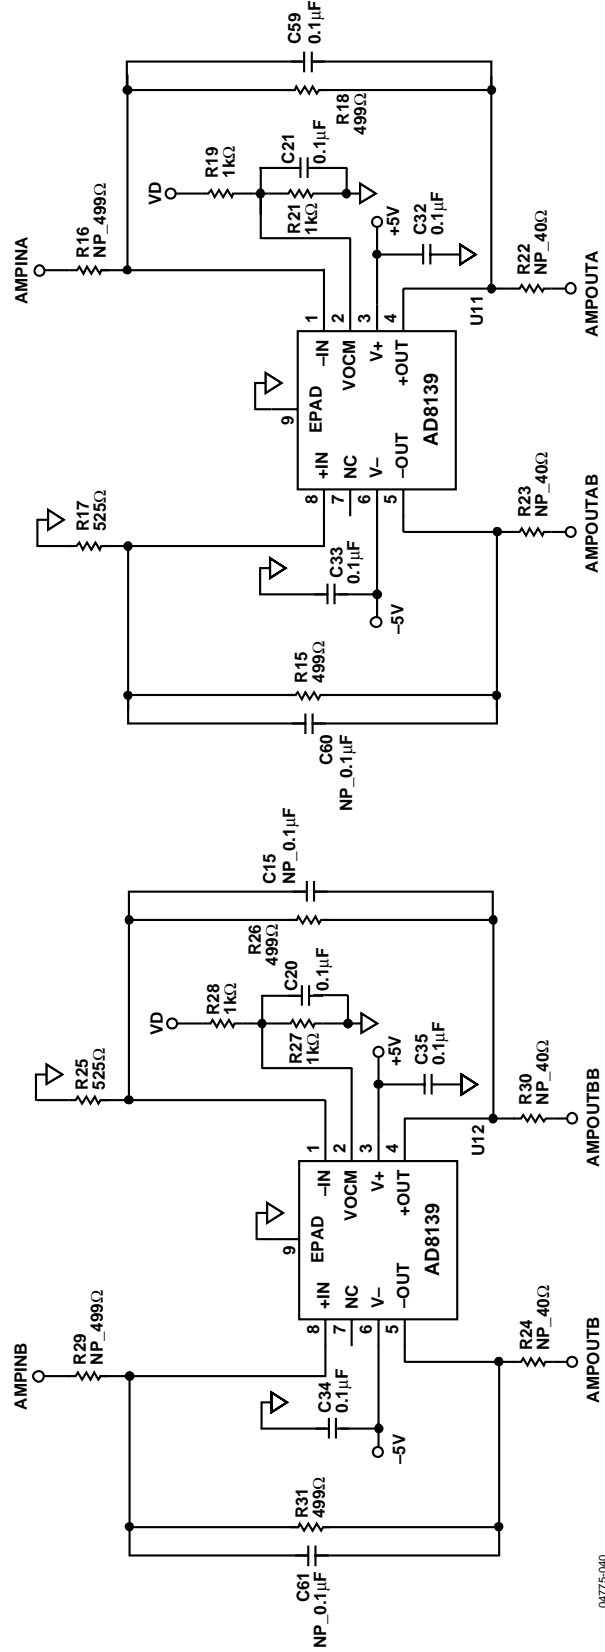 AMPINA
R16
NP_499Ω
C59
0.1µF
R18
499Ω
VD
R19
1kΩ
C21
0.1µF
R21
1kΩ
+5V
C32
0.1µF
R22
NP_40Ω
AMPOUTA
U11
1
2
3
4
–IN
VOCM
V+
+OUT
9
EPAD
AD8139
+IN
NC
V–
–OUT
8
7
6
5
R17
525Ω
C33
0.1µF
–5V
R23
NP_40Ω
AMPOUTAB
R15
499Ω
C60
NP_0.1µF
C15
NP_0.1µF
R26
499Ω
VD
R28
1kΩ
C20
0.1µF
R27
1kΩ
R25
525Ω
+5V
C35
0.1µF
R30
NP_40Ω
AMPOUTBB
U12
1
2
3
4
–IN
VOCM
V+
+OUT
9
EPAD
AD8139
+IN
NC
V–
–OUT
8
7
6
5
AMPINB
R29
NP_499Ω
C34
0.1µF
–5V
R24
NP_40Ω
AMPOUTB
R31
499Ω
C61
NP_0.1µF
04775-040